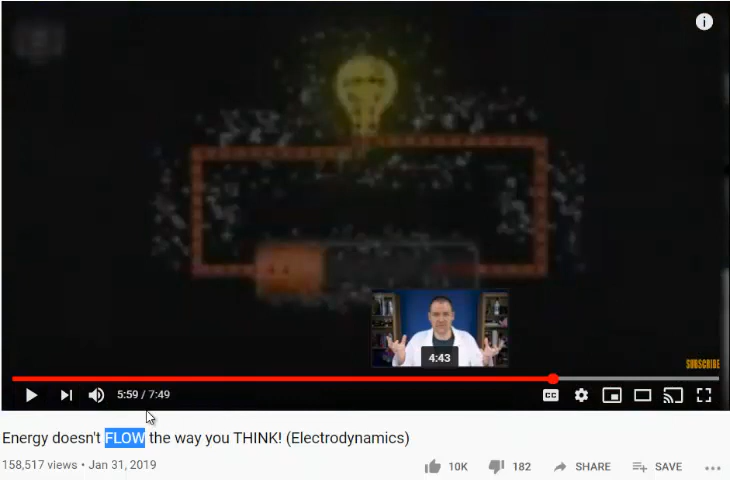 i
4:43
SUBSCRIBE
5:59 / 7:49
CC
Energy doesn't FLOW the way you THINK! (Electrodynamics)
158,517 views • Jan 31, 2019
10K
182
SHARE
SAVE